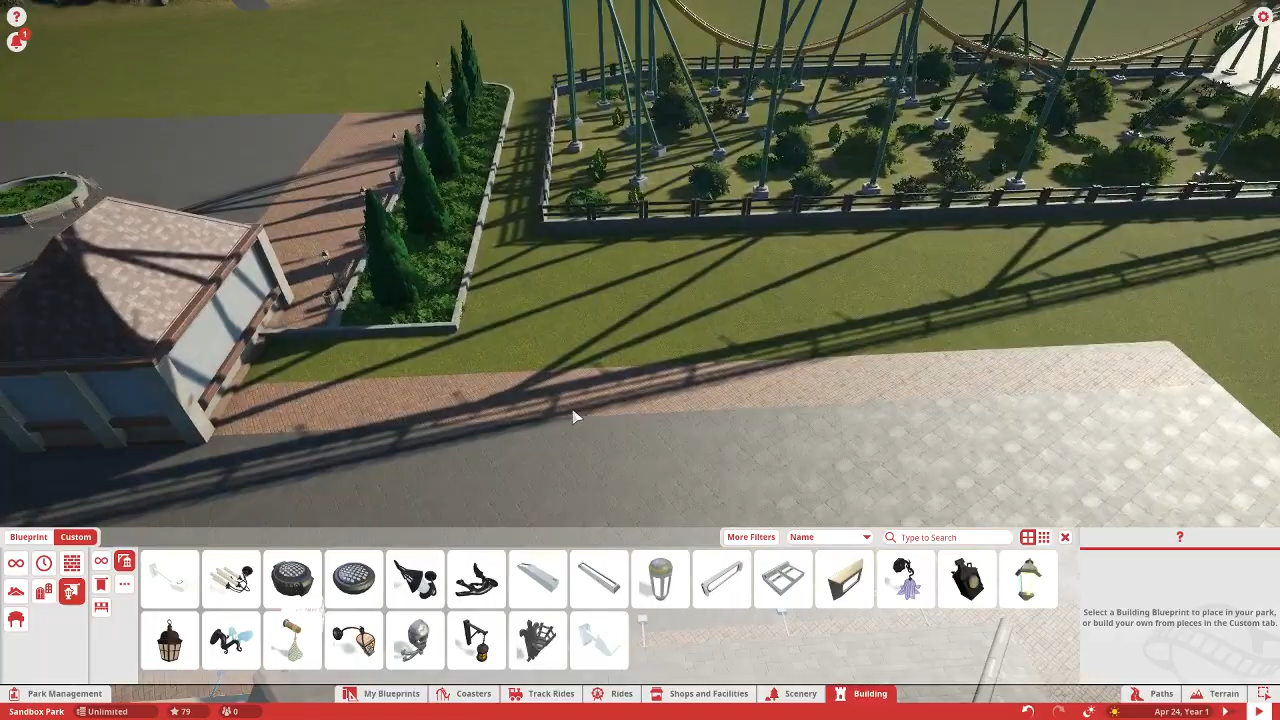 ?
1
Blueprint Custom
More Filters Name Type to Search
?
Select a Building Blueprint to place in your park,
or build your own from pieces in the Custom tab.
Park Management My Blueprints Coasters Track Rides Rides Shops and Facilities Scenery Building Paths Terrain
Sandbox Park Unlimited 79 0 Apr 24, Year 1